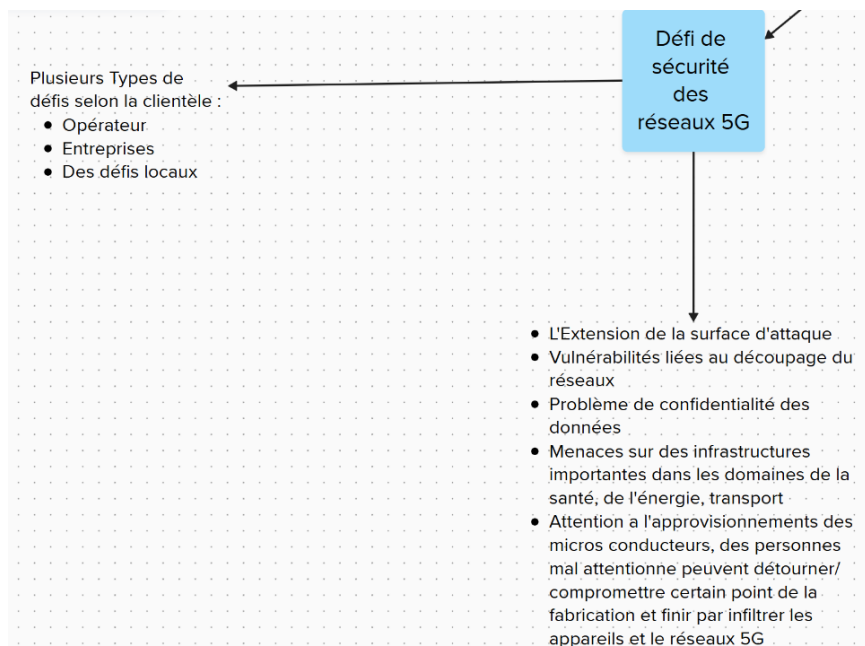 Défi de
sécurité
des
réseaux 5G
Plusieurs Types de
défis selon la clientèle :
• Opérateur
• Entreprises
• Des défis locaux
• L'Extension de la surface d'attaque
• Vulnérabilités liées au découpage du
réseaux
• Problème de confidentialité des
données
• Menaces sur des infrastructures
importantes dans les domaines de la
santé, de l'énergie, transport
• Attention a l'approvisionnements des
micros conducteurs, des personnes
mal attentionne peuvent détourner/
compromettre certain point de la
fabrication et finir par infiltrer les
appareils et le réseaux 5G